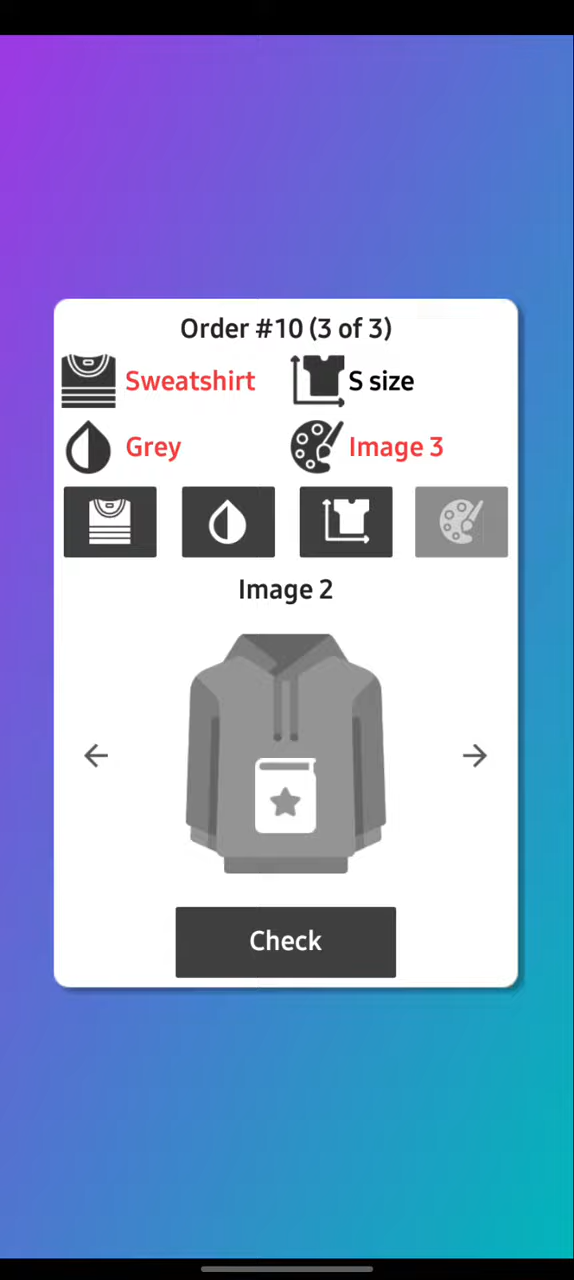 Order #10 (3 of 3)
Sweatshirt
S size
Grey
Image 3
Image 2
Check